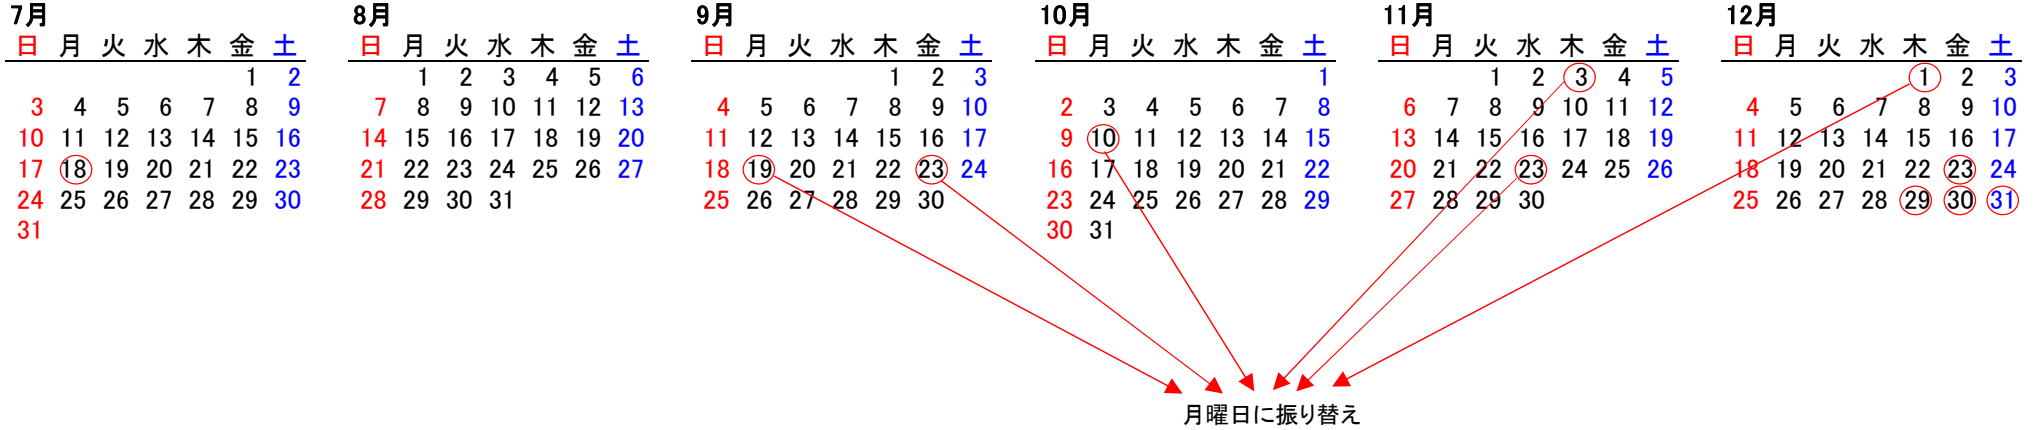 7月
日 月 火 水 木 金 土
1 2
3 4 5 6 7 8 9
10 11 12 13 14 15 16
17 18 19 20 21 22 23
24 25 26 27 28 29 30
31
8月
日 月 火 水 木 金 土
1 2 3 4 5 6
7 8 9 10 11 12 13
14 15 16 17 18 19 20
21 22 23 24 25 26 27
28 29 30 31
9月
日 月 火 水 木 金 土
1 2 3
4 5 6 7 8 9 10
11 12 13 14 15 16 17
18 19 20 21 22 23 24
25 26 27 28 29 30
10月
日 月 火 水 木 金 土
1
2 3 4 5 6 7 8
9 10 11 12 13 14 15
16 17 18 19 20 21 22
23 24 25 26 27 28 29
30 31
11月
日 月 火 水 木 金 土
1 2 3 4 5
6 7 8 9 10 11 12
13 14 15 16 17 18 19
20 21 22 23 24 25 26
27 28 29 30
12月
日 月 火 水 木 金 土
1 2 3
4 5 6 7 8 9 10
11 12 13 14 15 16 17
18 19 20 21 22 23 24
25 26 27 28 29 30 31
月曜日に振り替え